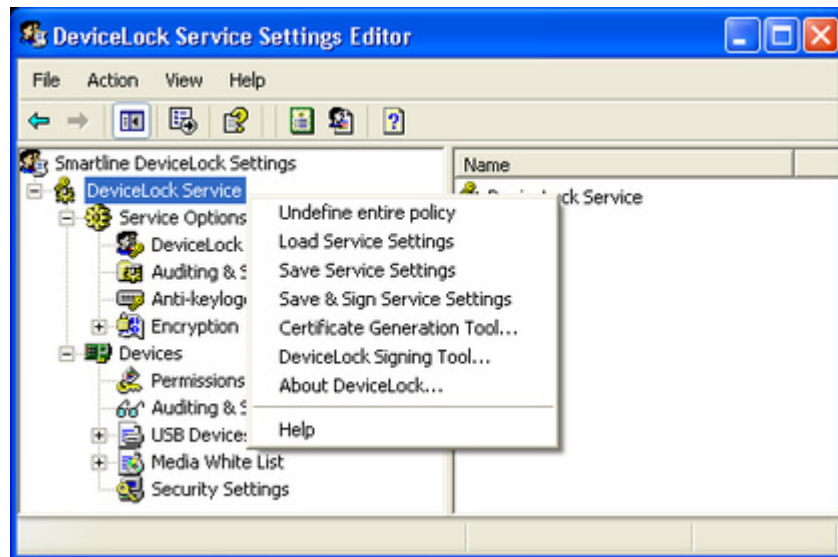 DeviceLock Service Settings Editor
File Action View Help
Smartline DeviceLock Settings
Name
DeviceLock Service
ck Service
Undefine entire policy
Service Options
Load Service Settings
DeviceLock
Save Service Settings
Auditing & S
Save & Sign Service Settings
Anti-keylog
Certificate Generation Tool...
Encryption
DeviceLock Signing Tool...
Devices
About DeviceLock...
Permissions
Auditing & S
Help
USB Devices
Media White List
Security Settings